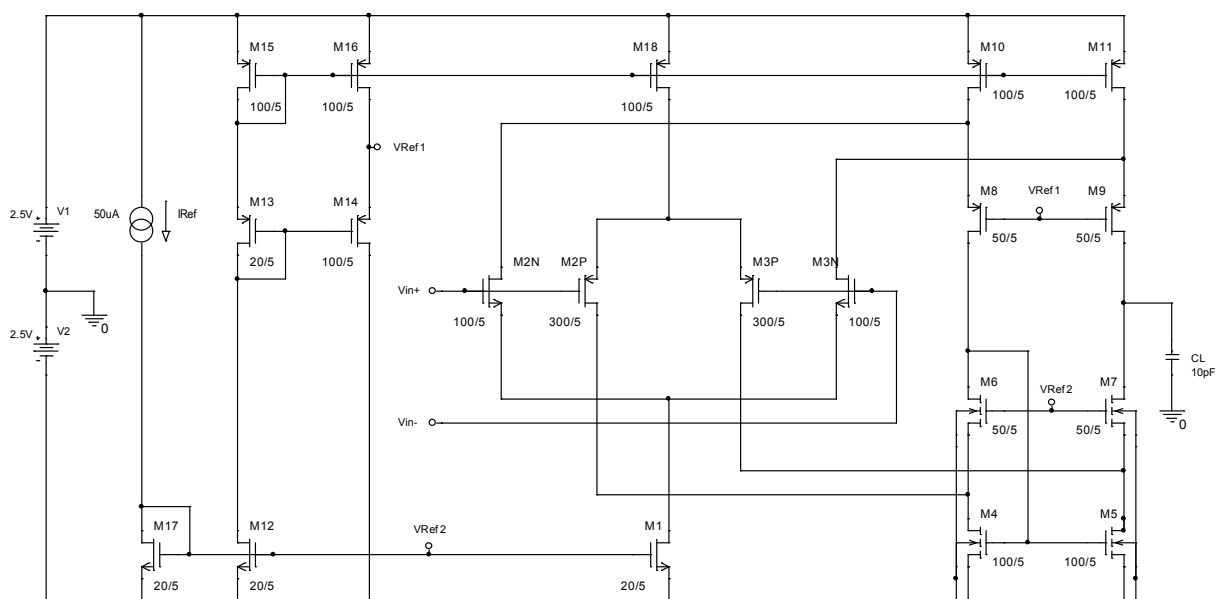 M15
M16
M18
M10
M11
100/5
100/5
100/5
100/5
100/5
VRef1
M13
M14
M8
VRef1
M9
2.5V
V1
50uA
IRef
20/5
100/5
50/5
50/5
M2N
M2P
M3P
M3N
Vin+
0
100/5
300/5
300/5
100/5
2.5V
V2
CL
10pF
M6
VRef2
M7
Vin-
50/5
50/5
0
M17
M12
VRef2
M1
M4
M5
100/5
100/5
20/5
20/5
20/5